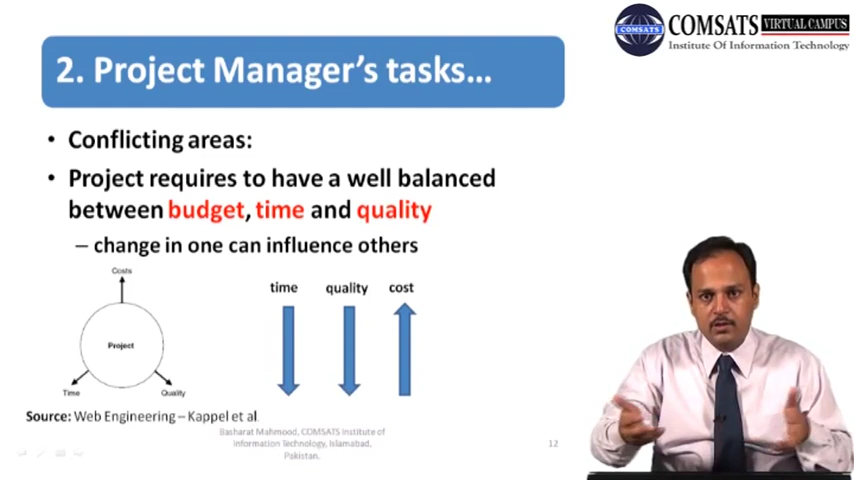 COMSATS VIRTUAL CAMPUS
COMSATS
Institute Of Information Technology
2. Project Manager's tasks...
• Conflicting areas:
• Project requires to have a well balanced
between budget, time and quality
– change in one can influence others
Costs
time quality cost
Project
Time Quality
Source: Web Engineering – Kappel et al
Basharat Mahmood, COMSATS Institute of
Information Technology, Islamabad,
Pakistan.
12